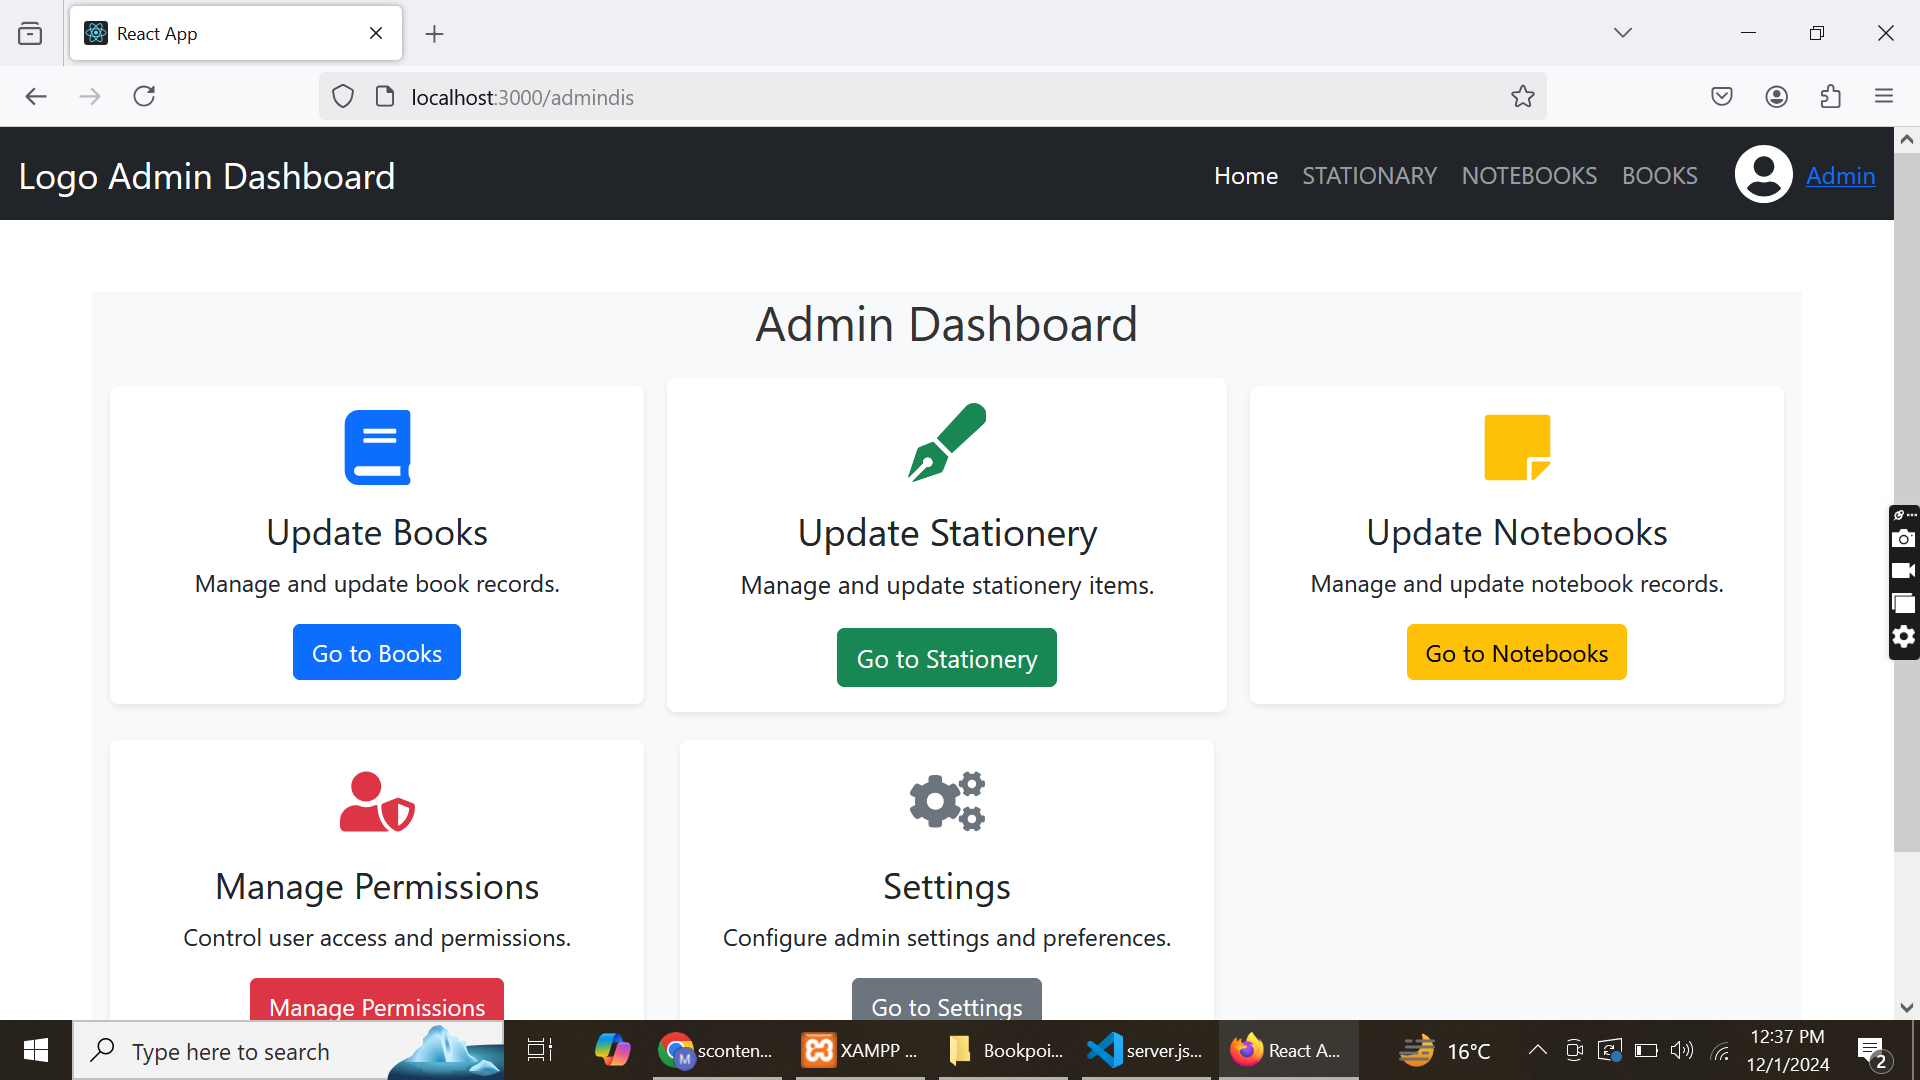 React App
localhost:3000/admindis
Logo Admin Dashboard
Home STATIONARY NOTEBOOKS BOOKS Admin
Admin Dashboard
Update Books
Manage and update book records.
Go to Books
Update Stationery
Manage and update stationery items.
Go to Stationery
Update Notebooks
Manage and update notebook records.
Go to Notebooks
Manage Permissions
Control user access and permissions.
Manage Permissions
Settings
Configure admin settings and preferences.
Go to Settings
Type here to search
M
sconten...
XAMPP ...
Bookpoi...
server.js...
React A...
16°C
12:37 PM
12/1/2024
2